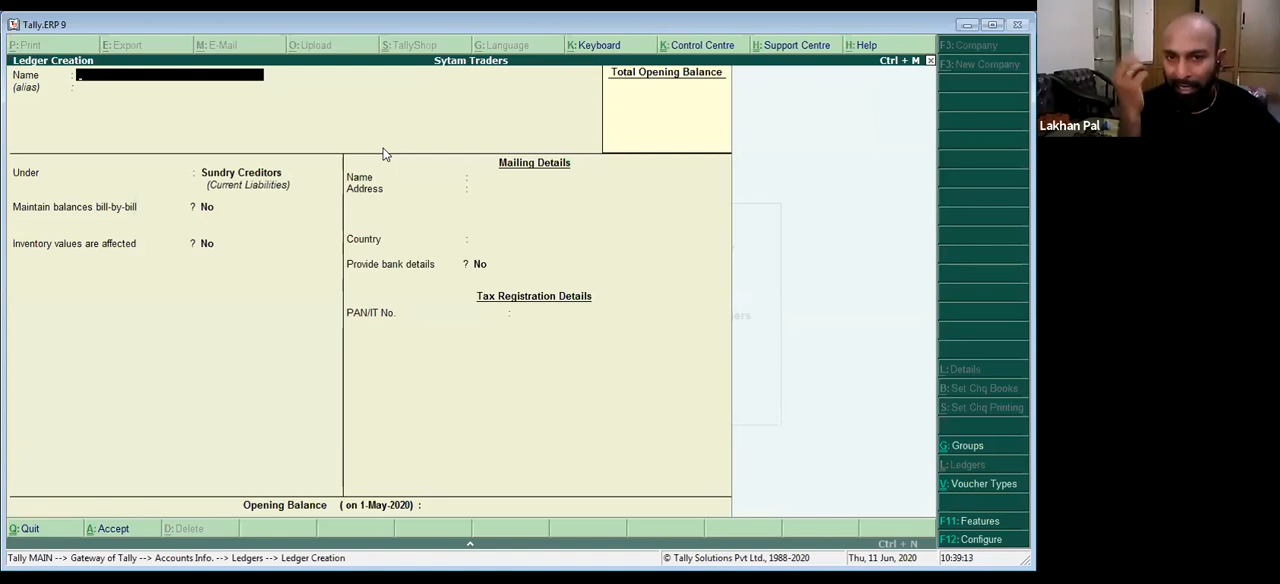 Tally.ERP 9
P: Print E: Export M: E-Mail O: Upload S: TallyShop G: Language K: Keyboard K: Control Centre H: Support Centre H: Help
F3: Company
Ledger Creation Sytam Traders Ctrl + M
F3: New Company
Name :
(alias) :
Total Opening Balance
Lakhan Pal
Under : Sundry Creditors
(Current Liabilities)
Maintain balances bill-by-bill ? No
Inventory values are affected ? No
Mailing Details
Name :
Address :
Country :
Provide bank details ? No
Tax Registration Details
PAN/IT No. :
L: Details
B: Set Chq Books
S: Set Chq Printing
G: Groups
L: Ledgers
V: Voucher Types
F11: Features
F12: Configure
Opening Balance ( on 1-May-2020) :
Q: Quit A: Accept D: Delete
Ctrl + N
Tally MAIN --> Gateway of Tally --> Accounts Info. --> Ledgers --> Ledger Creation © Tally Solutions Pvt Ltd., 1988-2020 Thu, 11 Jun, 2020 10:39:13